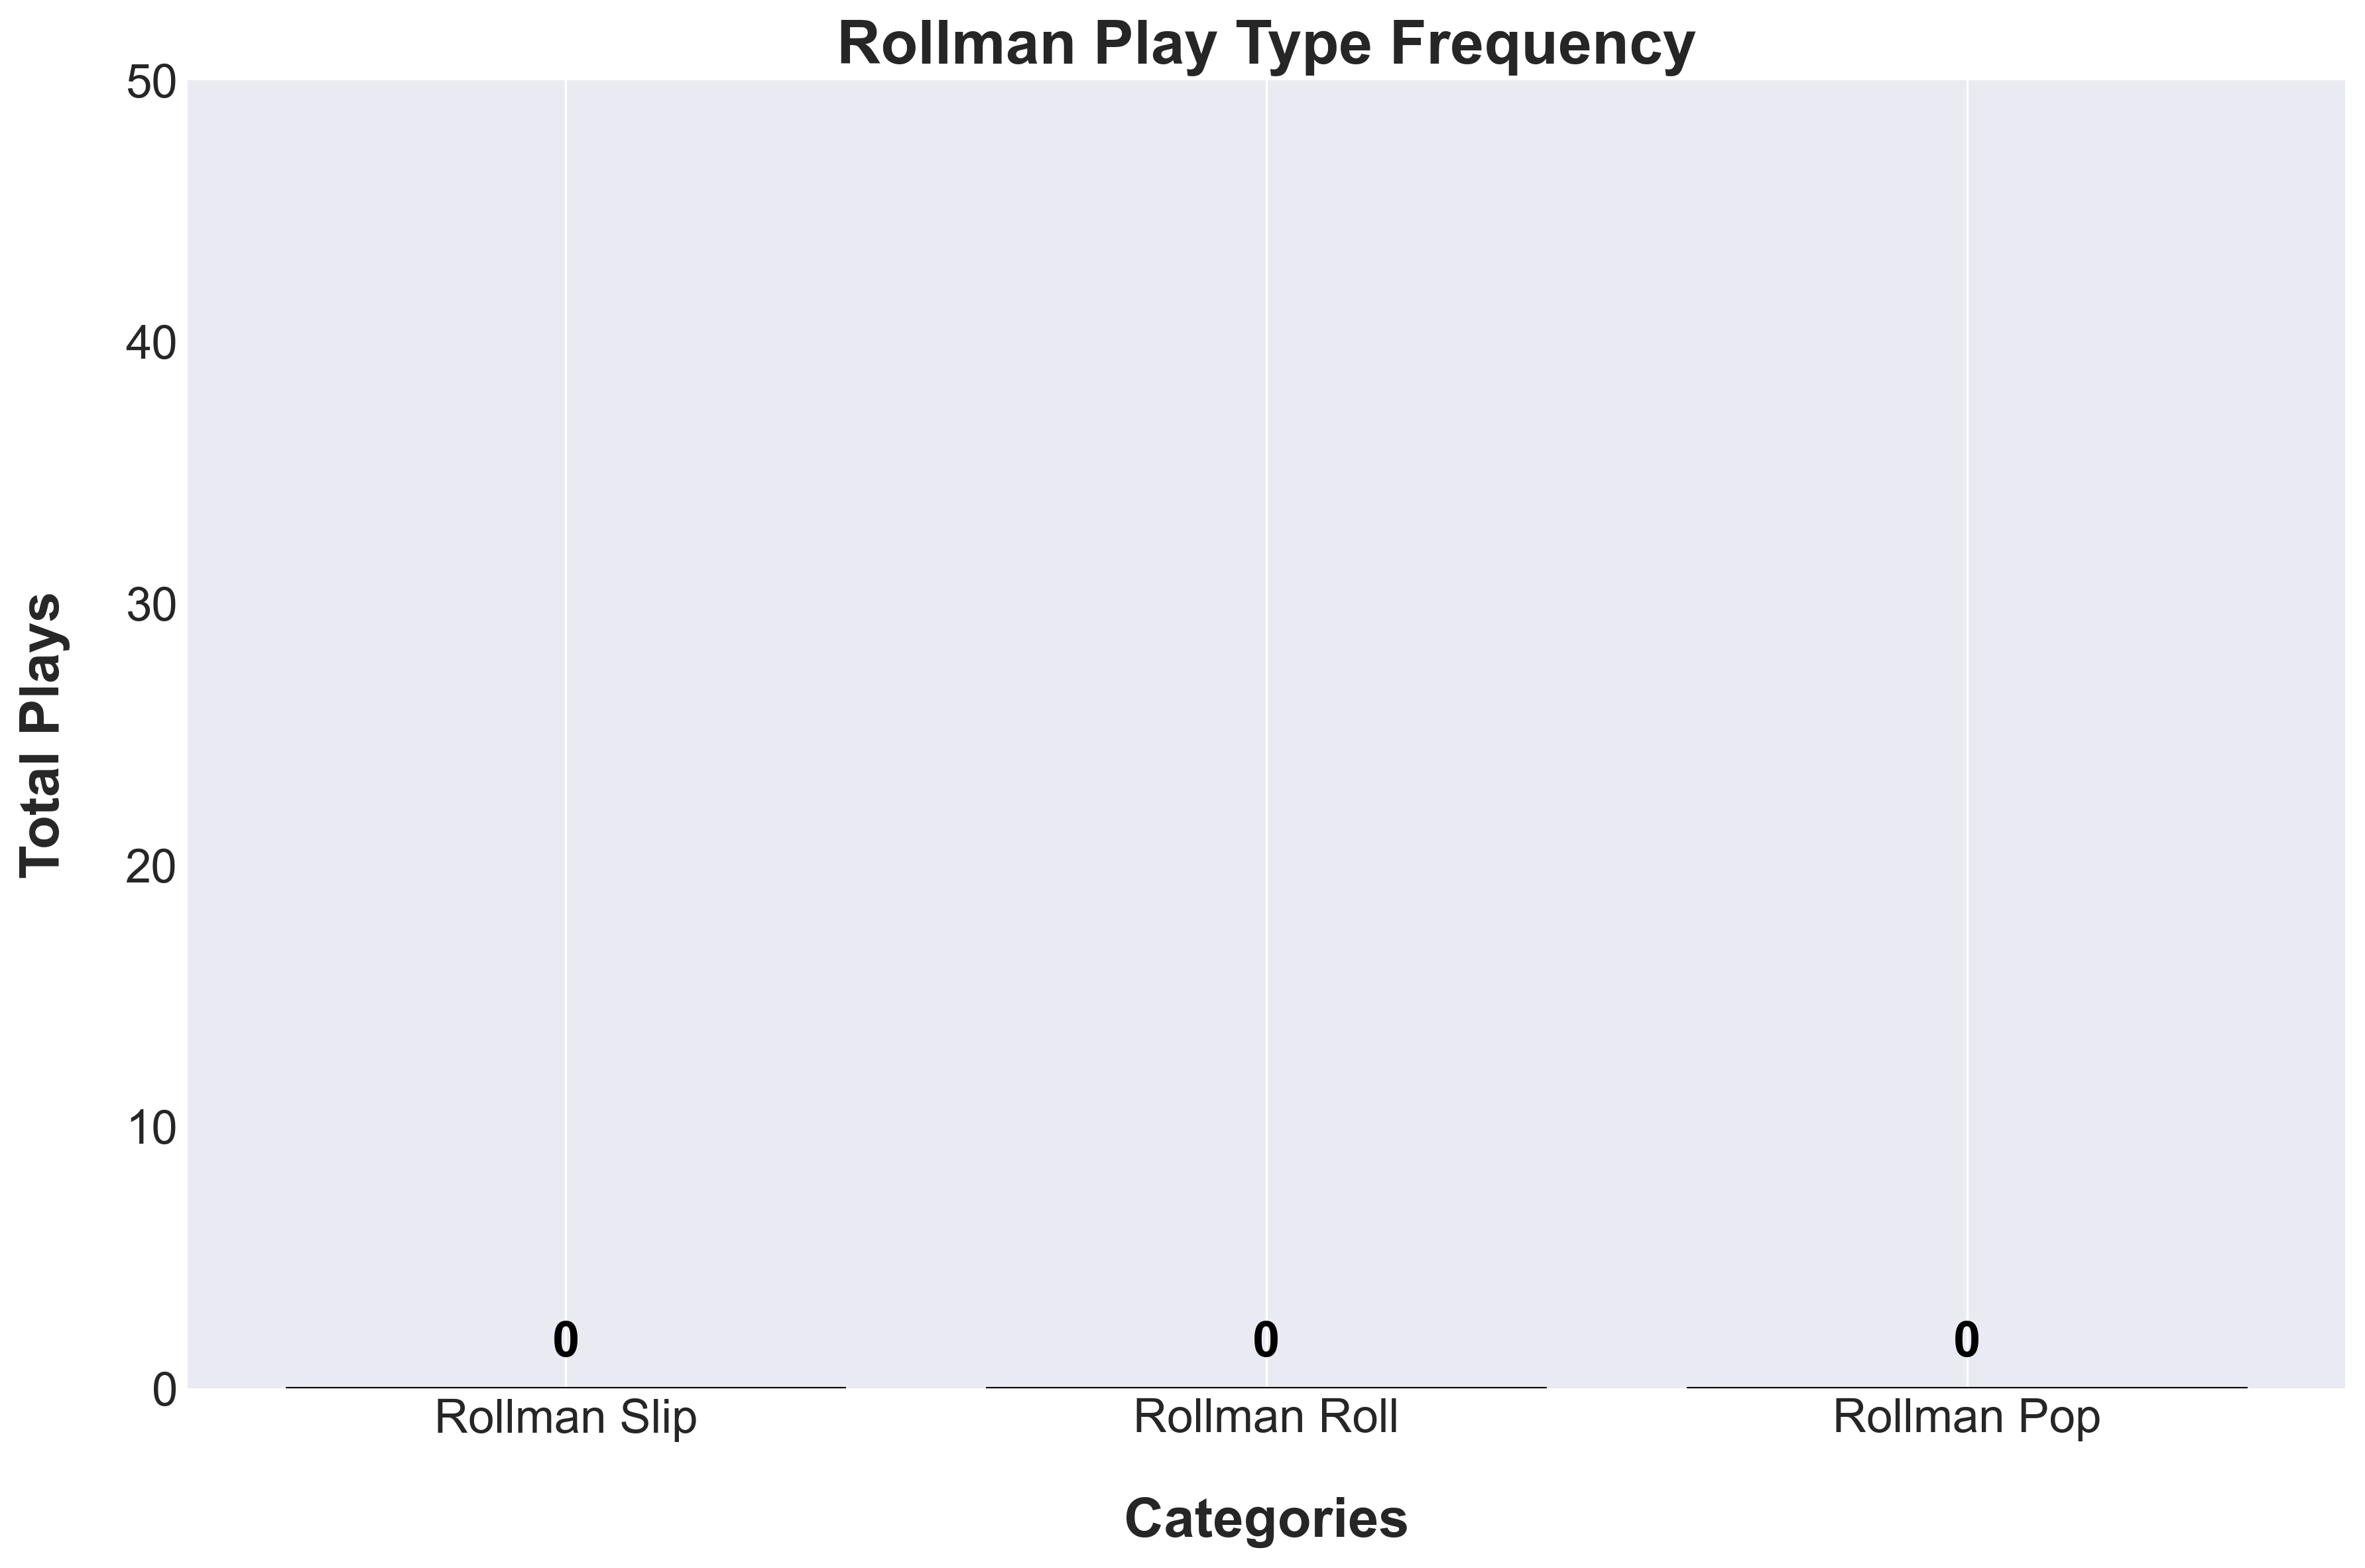 Rollman Play Type Frequency
50
40
30
20
10
0
Total Plays
0
0
0
Rollman Slip
Rollman Roll
Rollman Pop
Categories